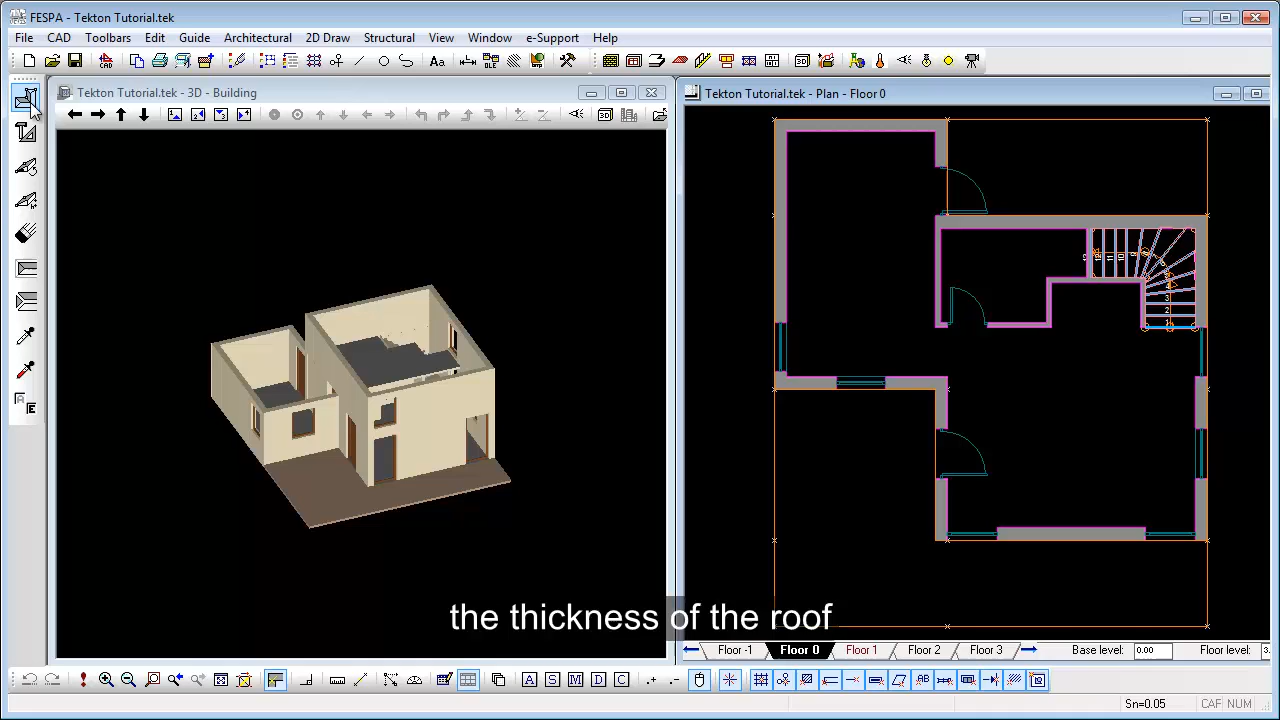 FESPA - Tekton Tutorial.tek
File CAD Toolbars Edit Guide Architectural 2D Draw Structural View Window e-Support Help
Tekton Tutorial.tek - 3D - Building
Tekton Tutorial.tek - Plan - Floor 0
the thickness of the roof
Floor -1 Floor 0 Floor 1 Floor 2 Floor 3 Base level: 0.00 Floor level: 3.
A S M D C
Sn=0.05 CAF NUM